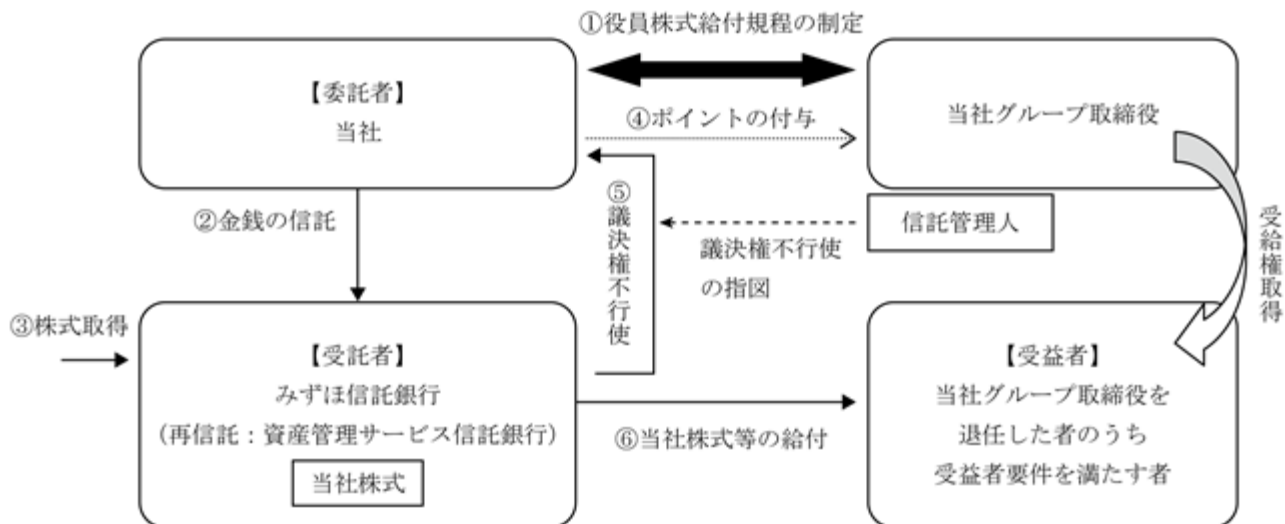 ①役員株式給付規程の制定
【委託者】
当社
④ポイントの付与
当社グループ取締役
②金銭の信託
⑤議決権不行使
議決権不行使
の指図
信託管理人
受給権取得
③株式取得
【受託者】
みずほ信託銀行
(再信託:資産管理サービス信託銀行)
当社株式
⑥当社株式等の給付
【受益者】
当社グループ取締役を
退任した者のうち
受益者要件を満たす者